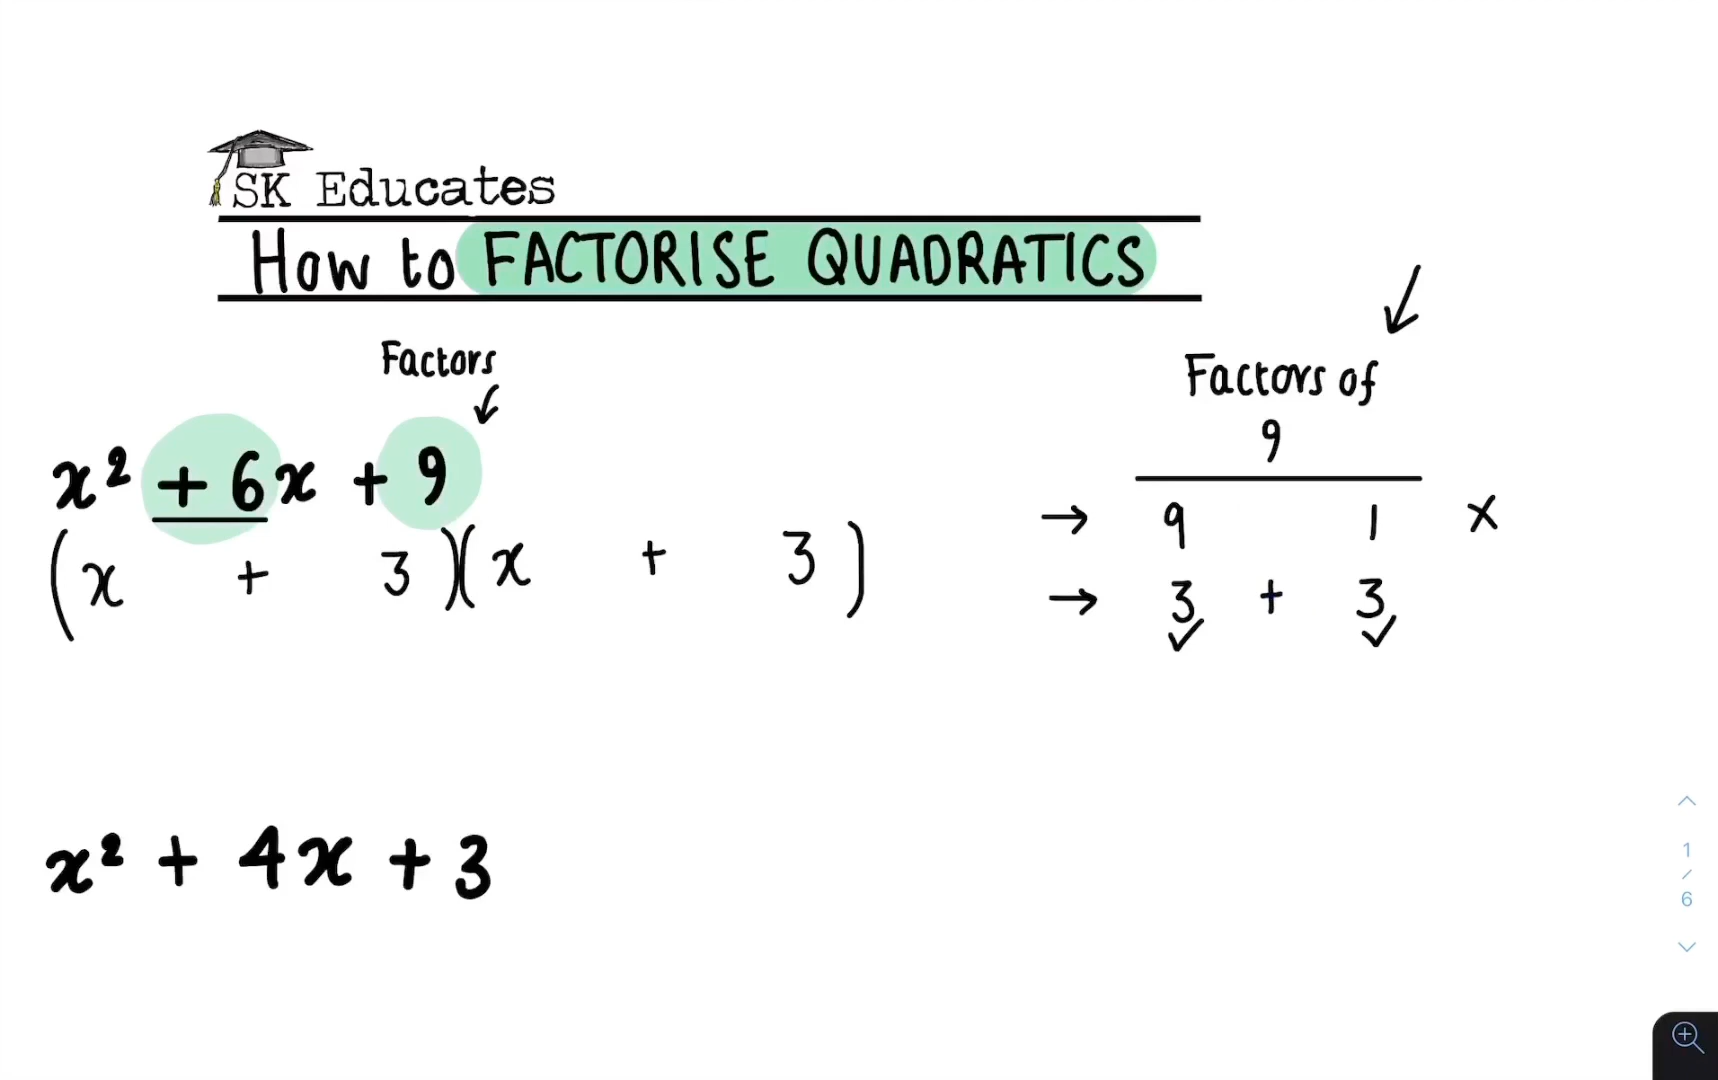 SK Educates
How to FACTORISE QUADRATICS
Factors
x² + 6x + 9
(x + 3)(x + 3)
Factors of
9
→ 9 1 ×
→ 3 + 3
✓ ✓
x² + 4x + 3
1
/
6